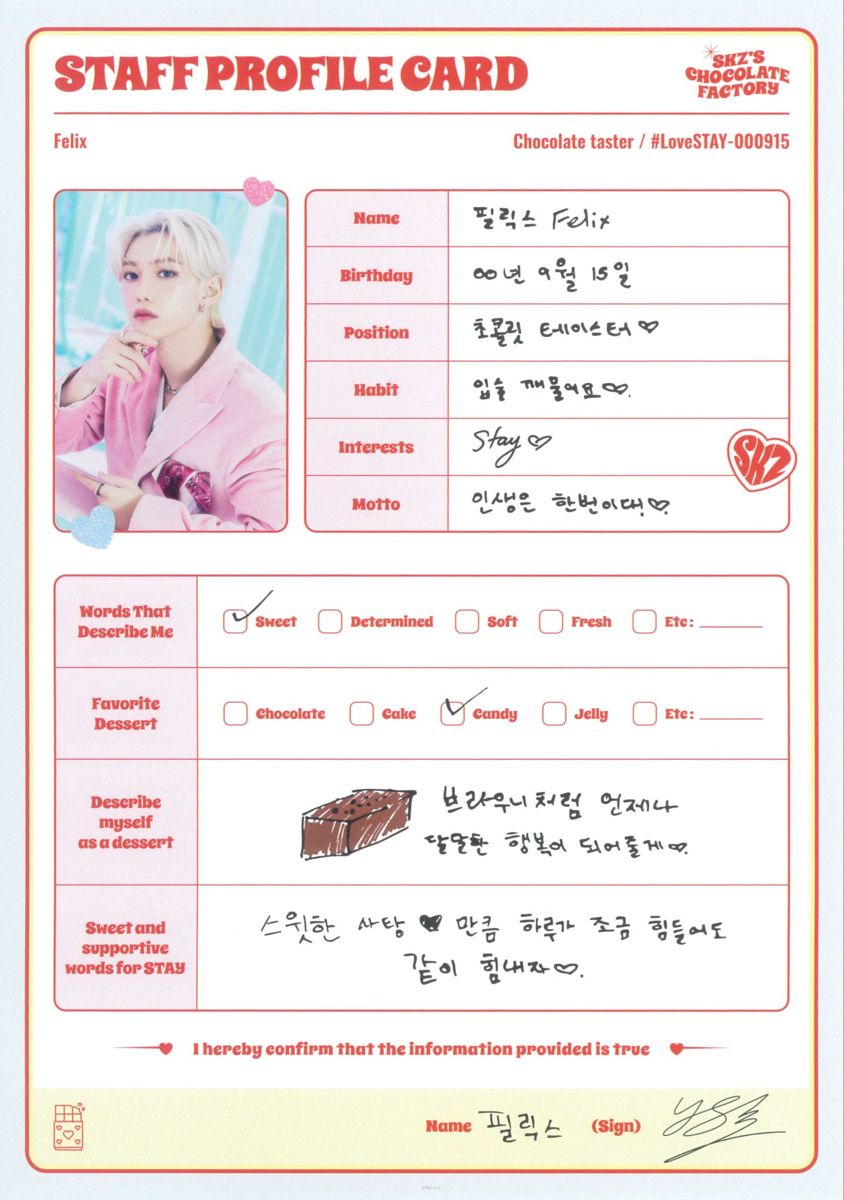 STAFF PROFILE CARD
SKZ'S
CHOCOLATE
FACTORY
Felix
Chocolate taster / #LoveSTAY-000915
Name
필릭스 Felix
Birthday
00년 9월 15일
Position
초콜릿 테이스터♡
Habit
입술 깨물어요♡.
Interests
Stay♡
SKZ
Motto
인생은 한번이다!♡.
Words That
Describe Me
✓ Sweet
Determined
Soft
Fresh
Etc:
Favorite
Dessert
Chocolate
Cake
✓ Candy
Jelly
Etc:
Describe
myself
as a dessert
브라우니처럼 언제나
달달한 행복이 되어줄게♡.
Sweet and
supportive
words for STAY
스윗한 사탕 ♥ 만큼 하루가 조금 힘들어도
같이 힘내자♡.
I hereby confirm that the information provided is true
Name 필릭스 (Sign)